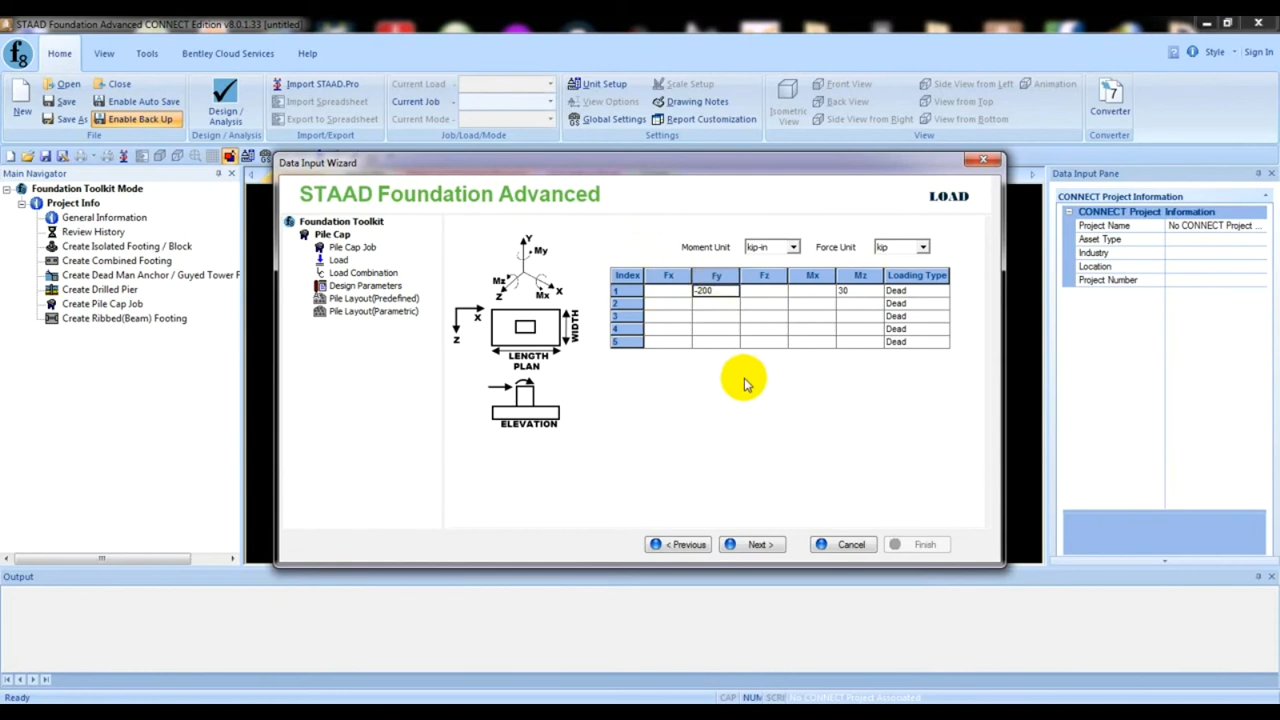 STAAD Foundation Advanced CONNECT Edition v8.0.1.33 [untitled]
Home View Tools Bentley Cloud Services Help Style Sign In
New
Open
Close
Save
Enable Auto Save
Save As
Enable Back Up
File
Design / Analysis
Design / Analysis
Import STAAD.Pro
Import Spreadsheet
Export to Spreadsheet
Import/Export
Current Load
Current Job
Current Mode
Job/Load/Mode
Unit Setup
Scale Setup
View Options
Drawing Notes
Global Settings
Report Customization
Settings
Isometric View
Front View
Side View from Left
Animation
Back View
View from Top
Side View from Right
View from Bottom
View
Converter
Converter
Main Navigator
Foundation Toolkit Mode
Project Info
General Information
Review History
Create Isolated Footing / Block
Create Combined Footing
Create Dead Man Anchor / Guyed Tower F
Create Drilled Pier
Create Pile Cap Job
Create Ribbed(Beam) Footing
Data Input Wizard
STAAD Foundation Advanced
LOAD
Foundation Toolkit
Pile Cap
Pile Cap Job
Load
Load Combination
Design Parameters
Pile Layout(Predefined)
Pile Layout(Parametric)
Y
My
Mz
Z
Mx
X
X
Z
WIDTH
LENGTH
PLAN
ELEVATION
Moment Unit kip-in Force Unit kip
Index Fx Fy Fz Mx Mz Loading Type
1 -200 30 Dead
2 Dead
3 Dead
4 Dead
5 Dead
< Previous Next > Cancel Finish
Data Input Pane
CONNECT Project Information
CONNECT Project Information
Project Name No CONNECT Project ...
Asset Type
Industry
Location
Project Number
Output
Ready CAP NUM SCRI No CONNECT Project Associated